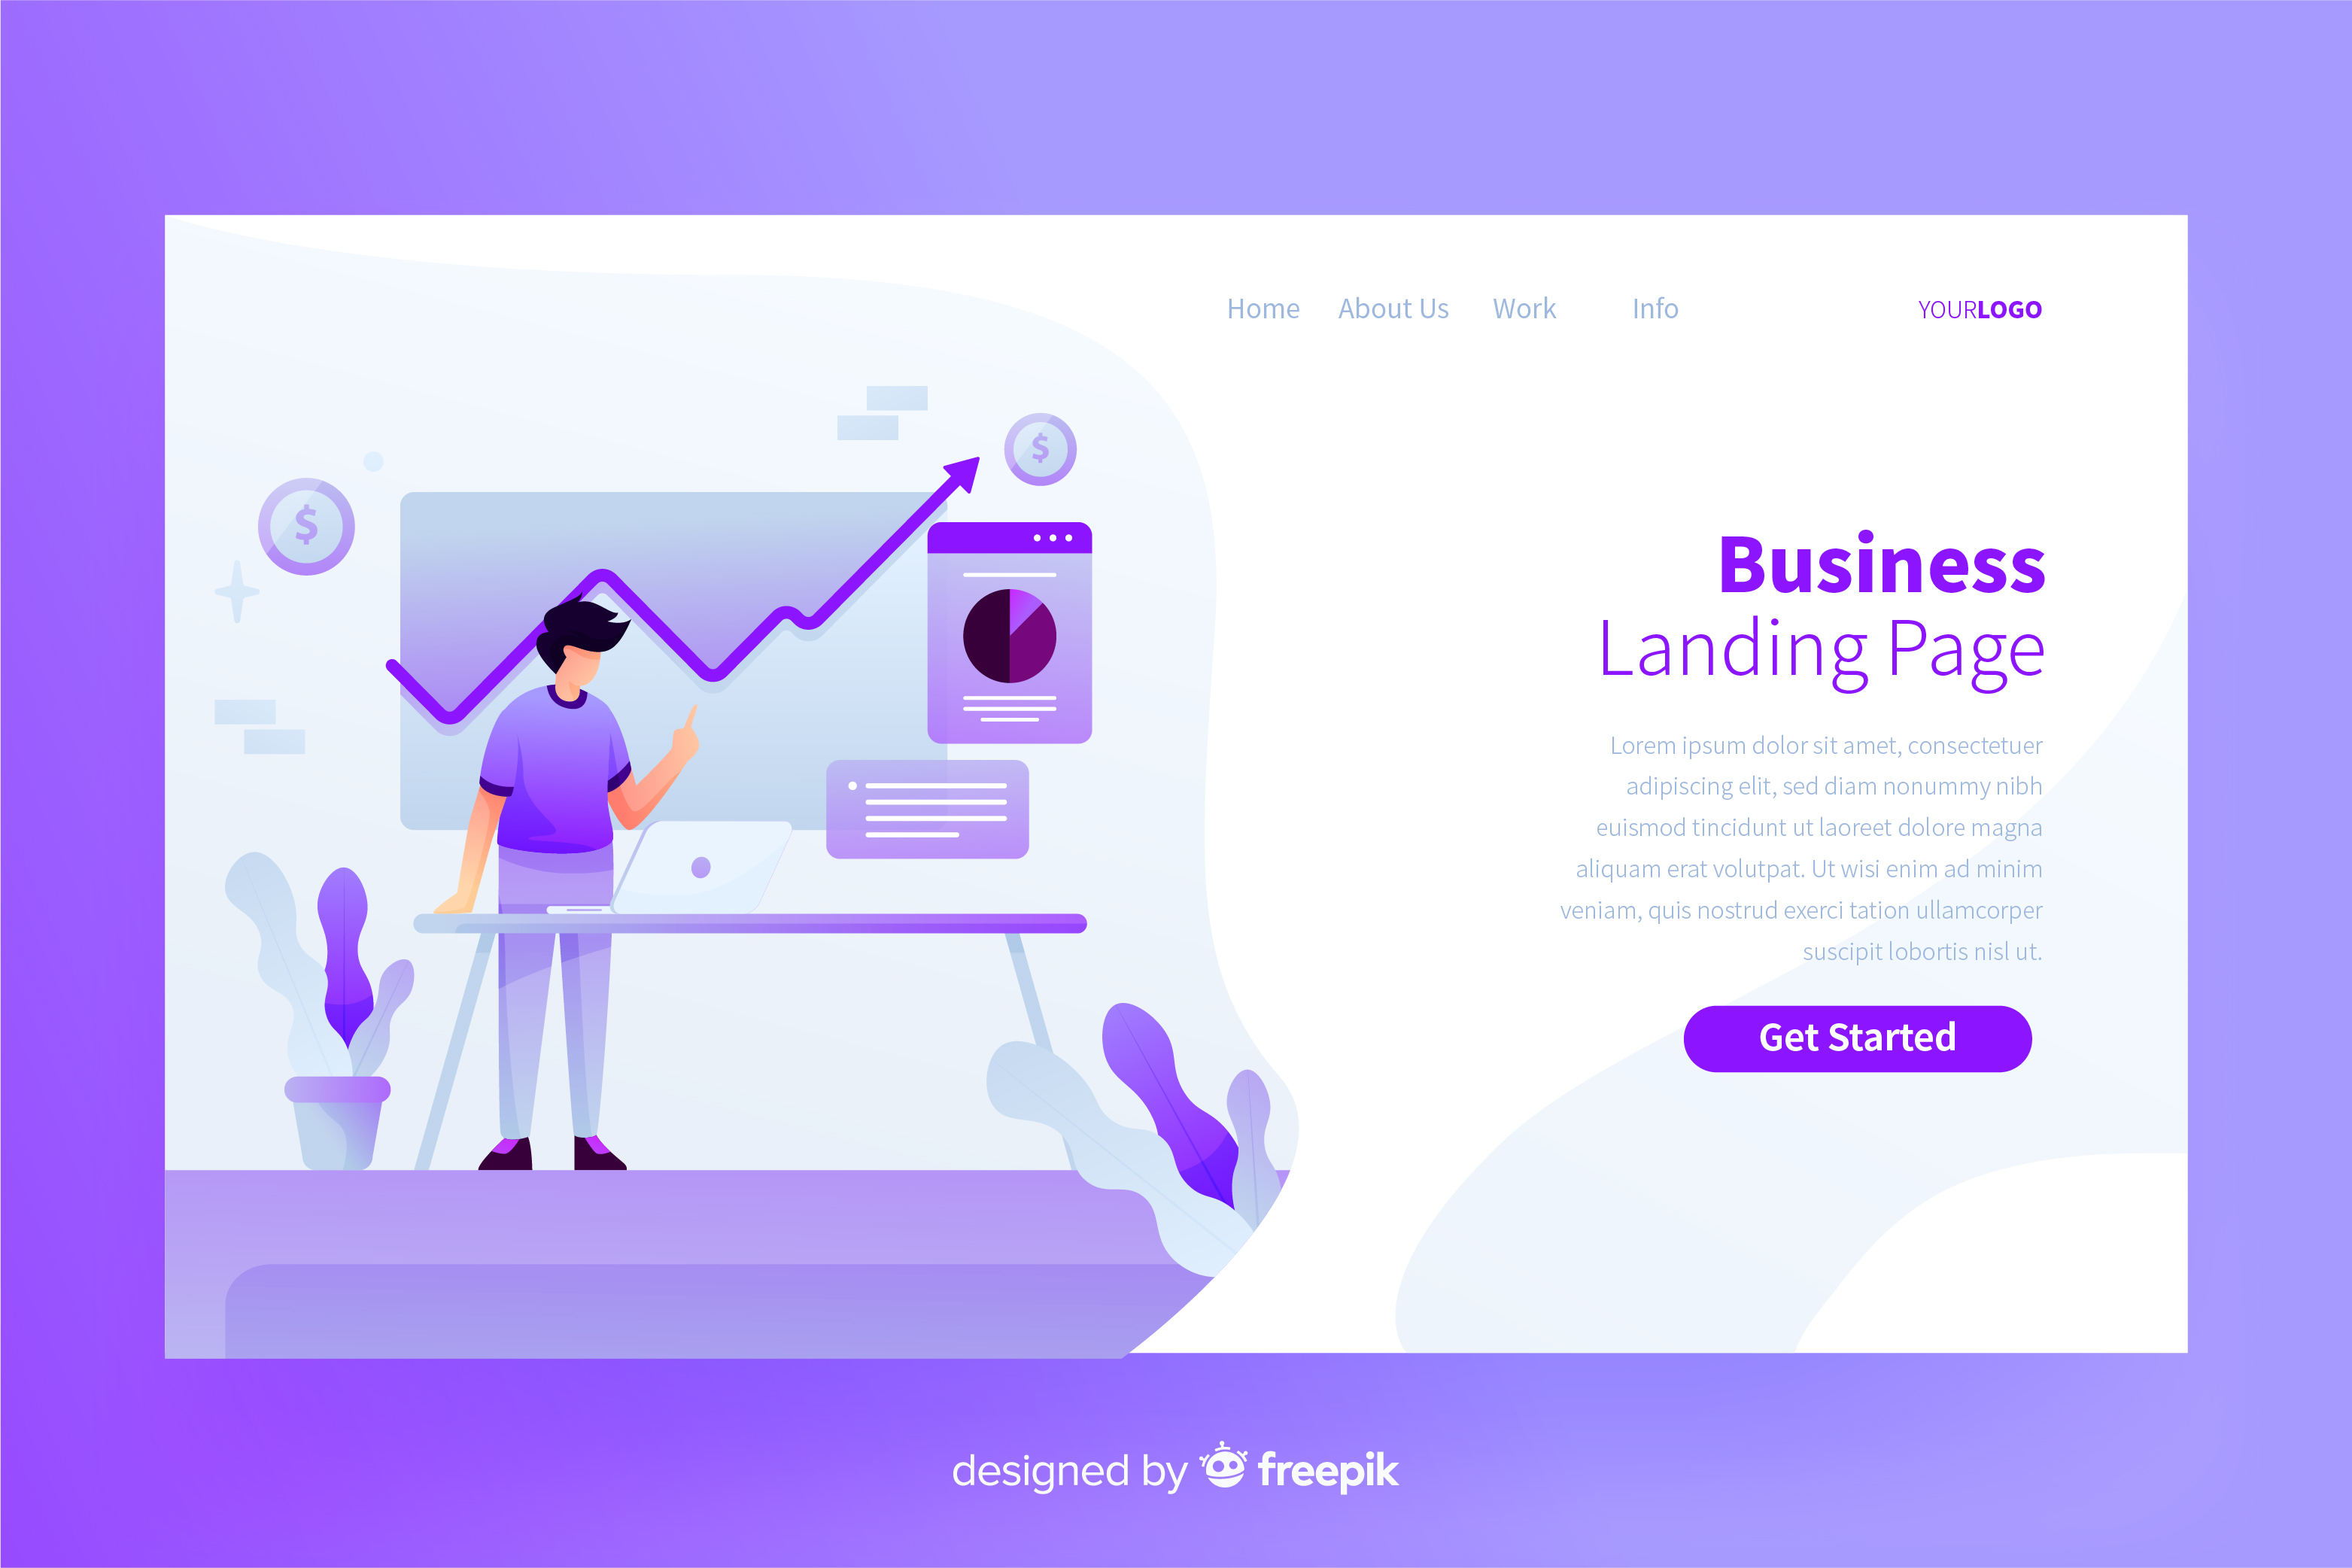 Home About Us Work Info YOURLOGO
$
$
Business
Landing Page
Lorem ipsum dolor sit amet, consectetuer
adipiscing elit, sed diam nonummy nibh
euismod tincidunt ut laoreet dolore magna
aliquam erat volutpat. Ut wisi enim ad minim
veniam, quis nostrud exerci tation ullamcorper
suscipit lobortis nisl ut.
Get Started
designed by freepik